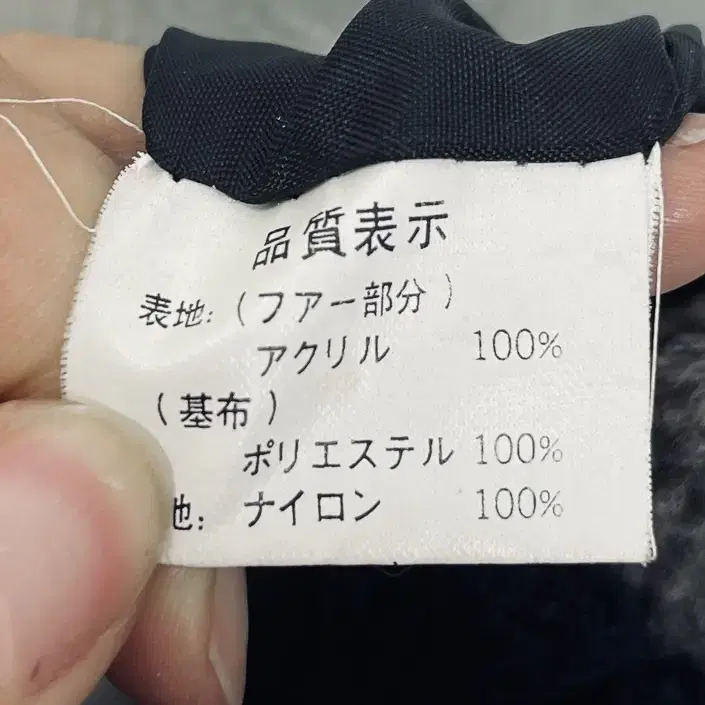 品質表示
表地:(ファー部分)
アクリル 100%
(基布)
ポリエステル 100%
地: ナイロン 100%